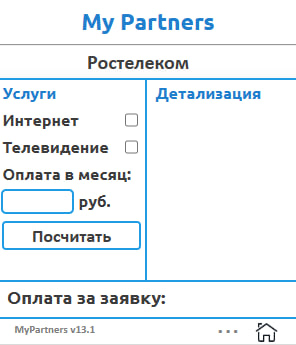 My Partners
Ростелеком
Услуги
Интернет
Телевидение
Оплата в месяц:
руб.
Посчитать
Детализация
Оплата за заявку:
MyPartners v13.1
...